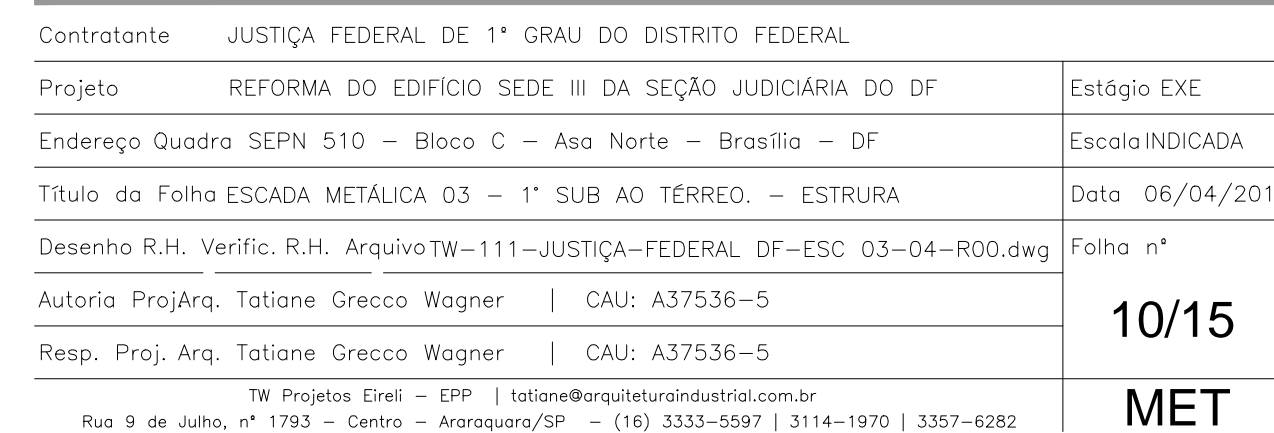 Contratante JUSTIÇA FEDERAL DE 1° GRAU DO DISTRITO FEDERAL
Projeto REFORMA DO EDIFÍCIO SEDE III DA SEÇÃO JUDICIÁRIA DO DF
Estágio EXE
Endereço Quadra SEPN 510 – Bloco C – Asa Norte – Brasília – DF
Escala INDICADA
Título da Folha ESCADA METÁLICA 03 – 1° SUB AO TÉRREO. – ESTRURA
Data 06/04/201
Desenho R.H. Verific. R.H. Arquivo TW–111–JUSTIÇA–FEDERAL DF–ESC 03–04–R00.dwg
Folha n°
Autoria ProjArq. Tatiane Grecco Wagner | CAU: A37536–5
10/15
Resp. Proj. Arq. Tatiane Grecco Wagner | CAU: A37536–5
TW Projetos Eireli – EPP | tatiane@arquiteturaindustrial.com.br
Rua 9 de Julho, n° 1793 – Centro – Araraquara/SP – (16) 3333–5597 | 3114–1970 | 3357–6282
MET